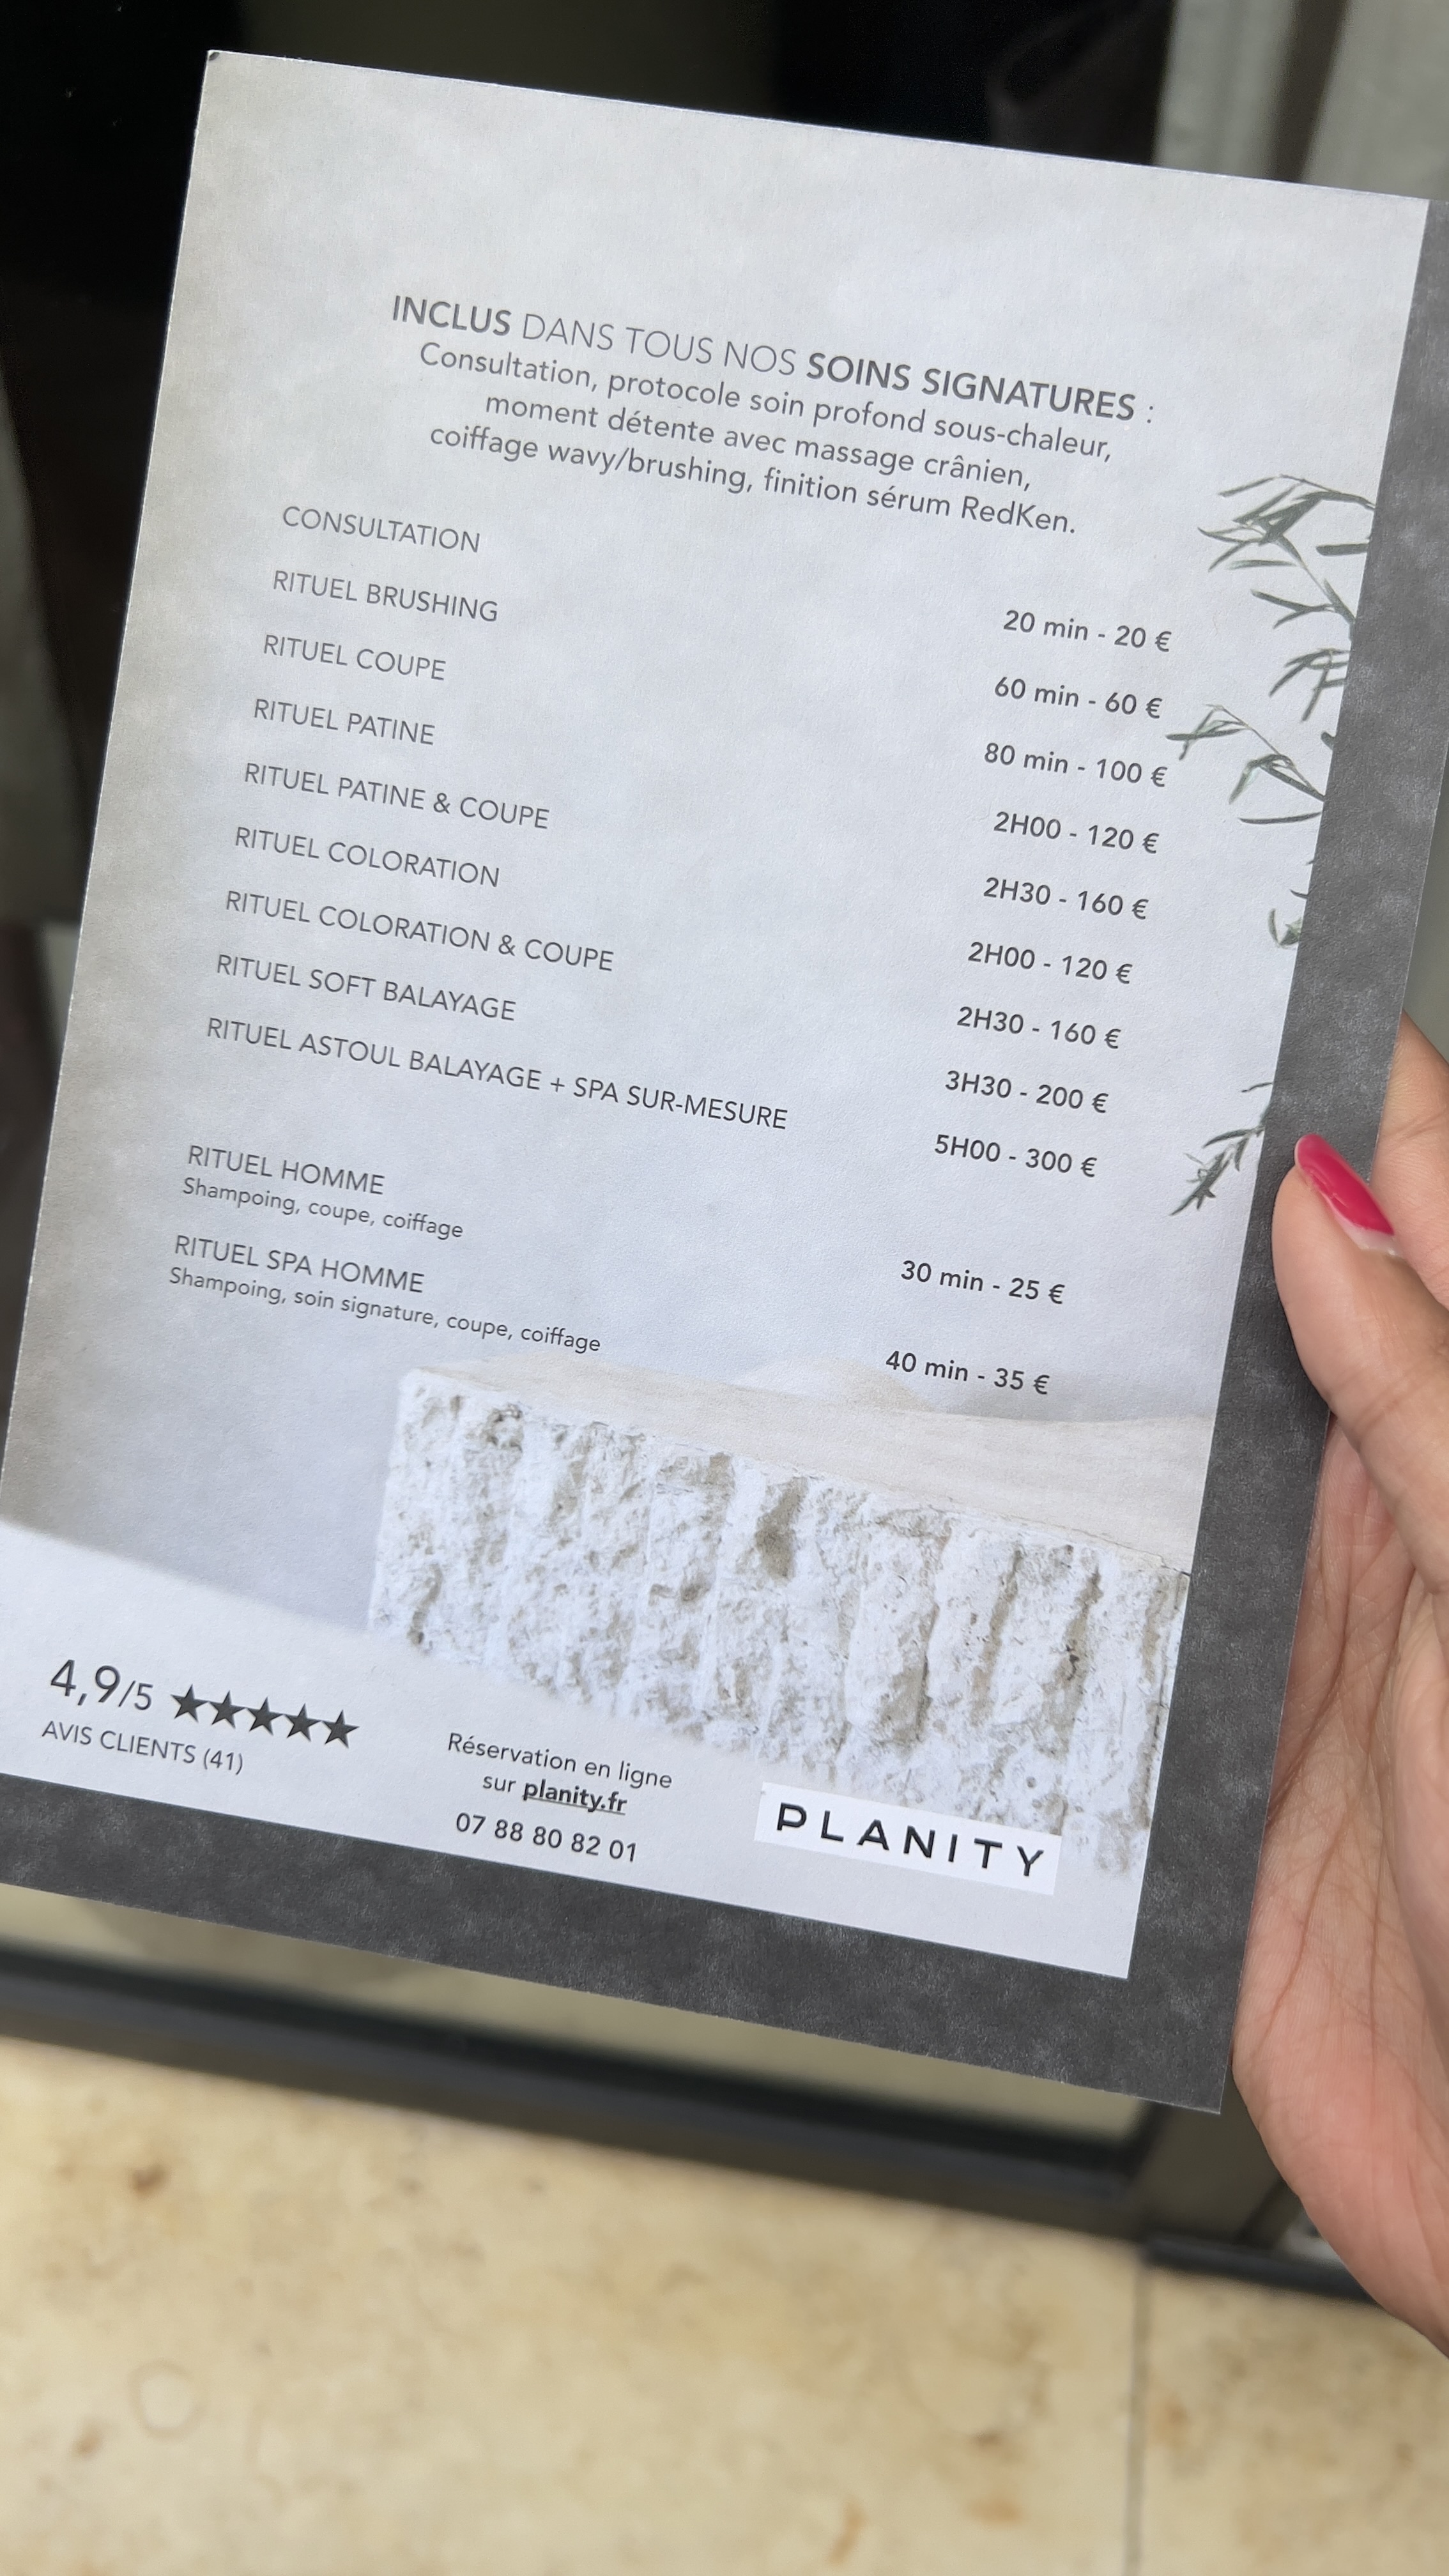 INCLUS DANS TOUS NOS SOINS SIGNATURES :
Consultation, protocole soin profond sous-chaleur,
moment détente avec massage crânien,
coiffage wavy/brushing, finition sérum RedKen.
CONSULTATION 20 min - 20 €
RITUEL BRUSHING 60 min - 60 €
RITUEL COUPE 80 min - 100 €
RITUEL PATINE 2H00 - 120 €
RITUEL PATINE & COUPE 2H30 - 160 €
RITUEL COLORATION 2H00 - 120 €
RITUEL COLORATION & COUPE 2H30 - 160 €
RITUEL SOFT BALAYAGE 3H30 - 200 €
RITUEL ASTOUL BALAYAGE + SPA SUR-MESURE 5H00 - 300 €
RITUEL HOMME 30 min - 25 €
Shampoing, coupe, coiffage
RITUEL SPA HOMME 40 min - 35 €
Shampoing, soin signature, coupe, coiffage
4,9/5 ★★★★★
AVIS CLIENTS (41)
Réservation en ligne
sur planity.fr
07 88 80 82 01
PLANITY